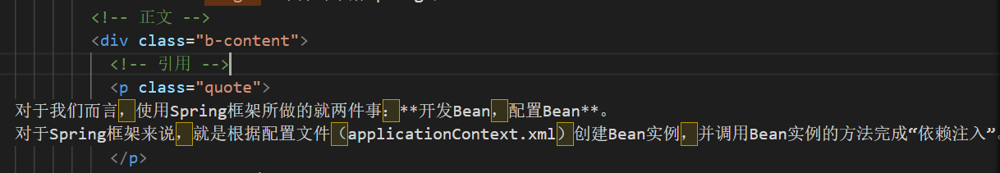 <!-- 正文 -->
<div class="b-content">
<!-- 引用 -->
<p class="quote">
对于我们而言，使用Spring框架所做的就两件事：**开发Bean，配置Bean**。
对于Spring框架来说，就是根据配置文件（applicationContext.xml）创建Bean实例，并调用Bean实例的方法完成“依赖注入”。
</p>